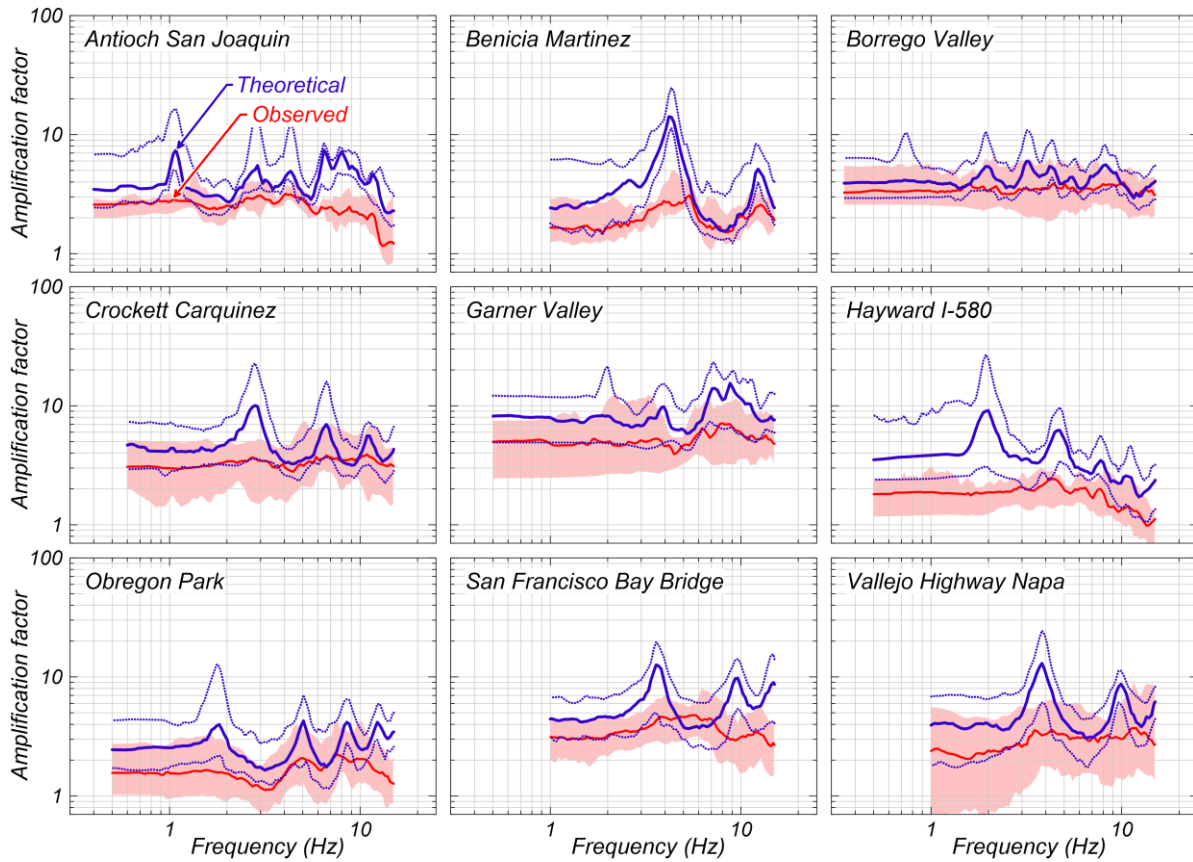 100
Antioch San Joaquin
Benicia Martinez
Borrego Valley
Theoretical
Observed
Amplification factor
10
1
100
Crockett Carquinez
Garner Valley
Hayward I-580
Amplification factor
10
1
100
Obregon Park
San Francisco Bay Bridge
Vallejo Highway Napa
Amplification factor
10
1
1 10
1 10
1 10
Frequency (Hz)
Frequency (Hz)
Frequency (Hz)